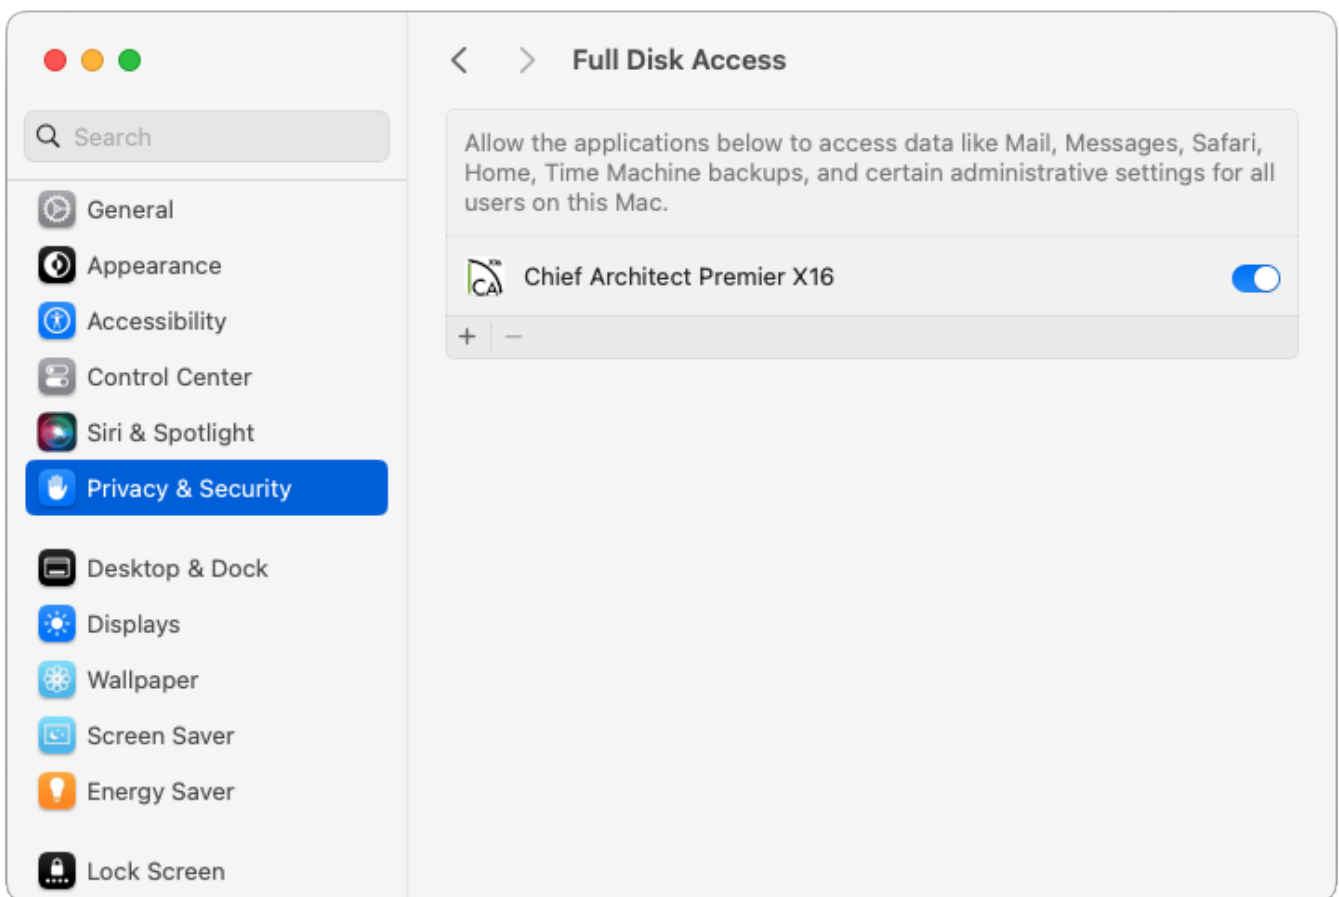 Full Disk Access
Search
General
Appearance
Accessibility
Control Center
Siri & Spotlight
Privacy & Security
Desktop & Dock
Displays
Wallpaper
Screen Saver
Energy Saver
Lock Screen
Allow the applications below to access data like Mail, Messages, Safari,
Home, Time Machine backups, and certain administrative settings for all
users on this Mac.
X16
CA
Chief Architect Premier X16